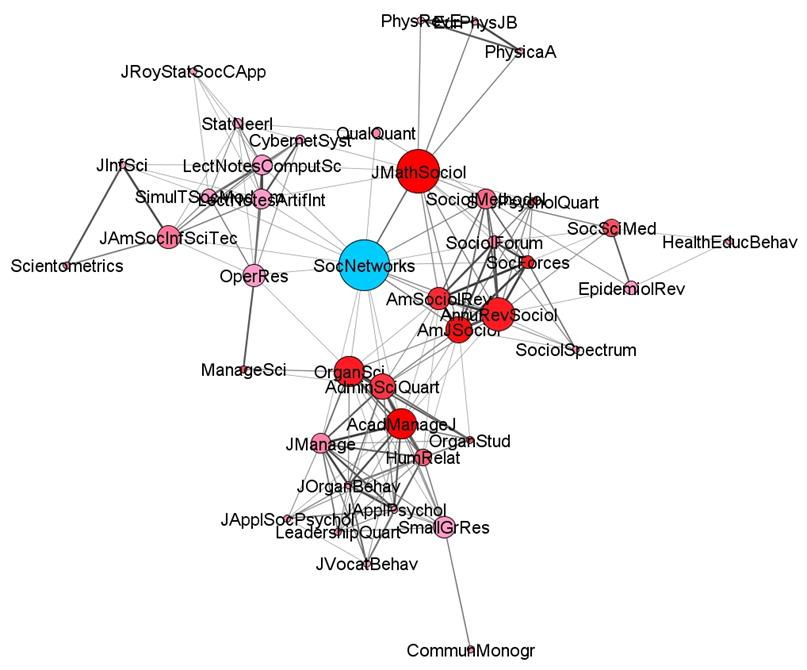 PhysRevE
EurPhysJB
PhysicaA
JRoyStatSocCApp
StatNeerl
QualQuant
CybernetSyst
JInfSci
LectNotesComputSc
JMathSociol
SimulTSocModelSim
LectNotesArtifInt
SociolMethodol
SocPsycholQuart
JAmSocInfSciTec
SocSciMed
SociolForum
HealthEducBehav
Scientometrics
SocNetworks
SocForces
OperRes
EpidemiolRev
AmSociolRev
AnnuRevSociol
AmJSociol
SociolSpectrum
ManageSci
OrganSci
AdminSciQuart
AcadManageJ
JManage
OrganStud
HumRelat
JOrganBehav
JApplPsychol
JApplSocPsychol
SmallGrRes
LeadershipQuart
JVocatBehav
CommunMonogr